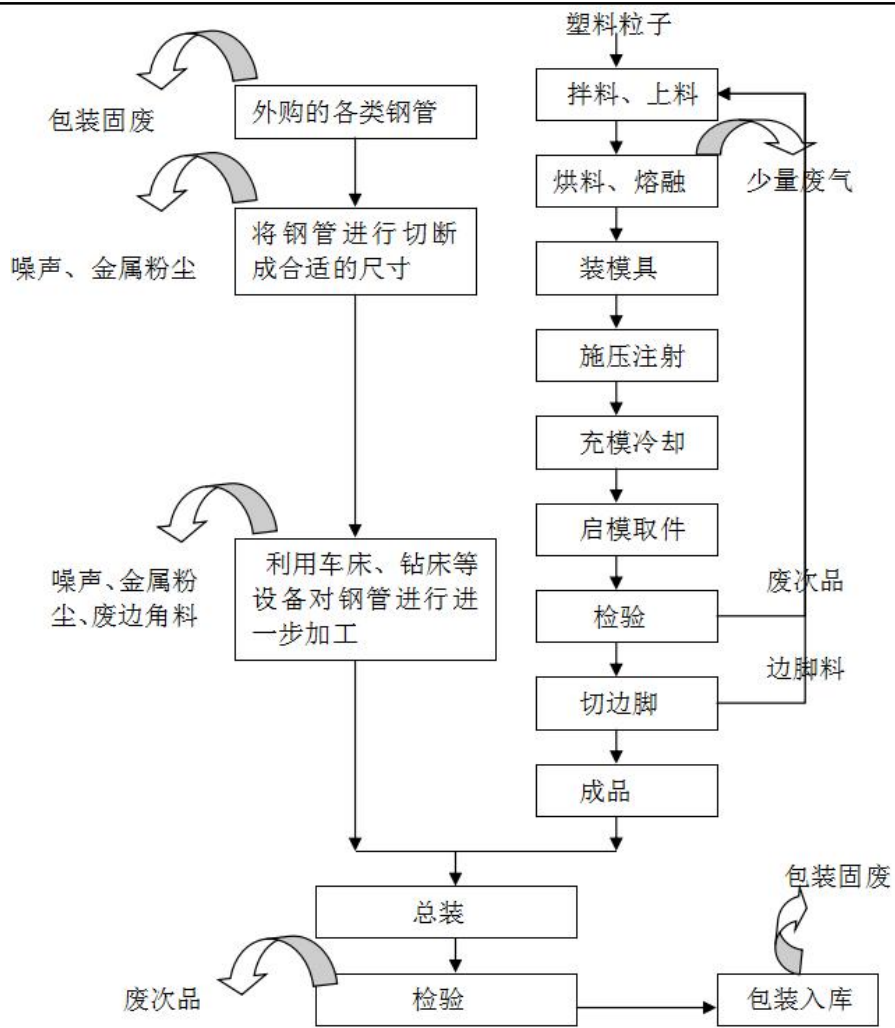 塑料粒子
拌料、上料
外购的各类钢管
包装固废
烘料、熔融
少量废气
将钢管进行切断
成合适的尺寸
噪声、金属粉尘
装模具
施压注射
充模冷却
启模取件
利用车床、钻床等
设备对钢管进行进
一步加工
噪声、金属粉
尘、废边角料
废次品
检验
边脚料
切边脚
成品
总装
包装固废
废次品
检验
包装入库